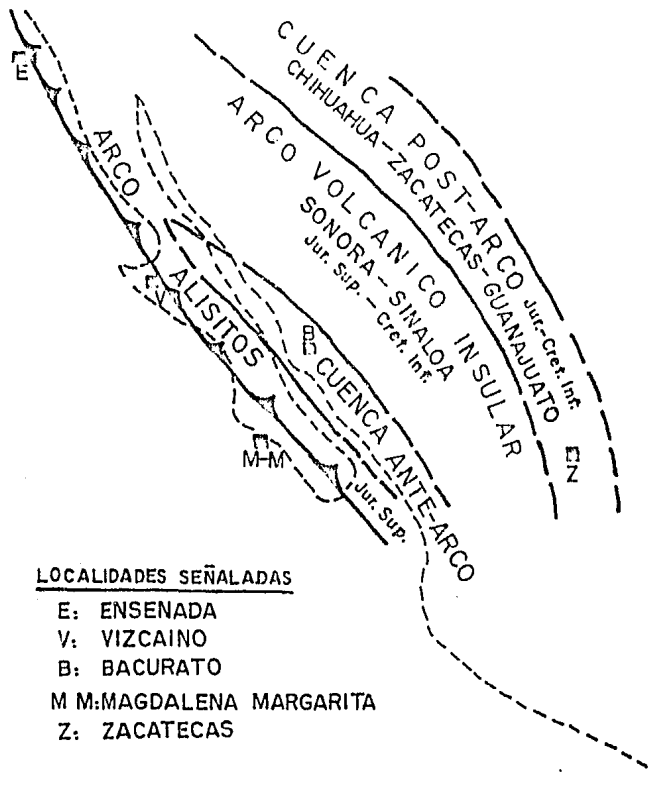 CUENCA POST-ARCO Jur.-Cret. Inf.
CHIHUAHUA-ZACATECAS-GUANAJUATO
ARCO VOLCANICO INSULAR
SONORA-SINALOA
Jur. Sup. - Cret. Inf.
E
ARCO ALISITOS
V
B
CUENCA ANTE-ARCO
Jur. Sup.
M-M
Z
LOCALIDADES SEÑALADAS
E: ENSENADA
V: VIZCAINO
B: BACURATO
M M: MAGDALENA MARGARITA
Z: ZACATECAS